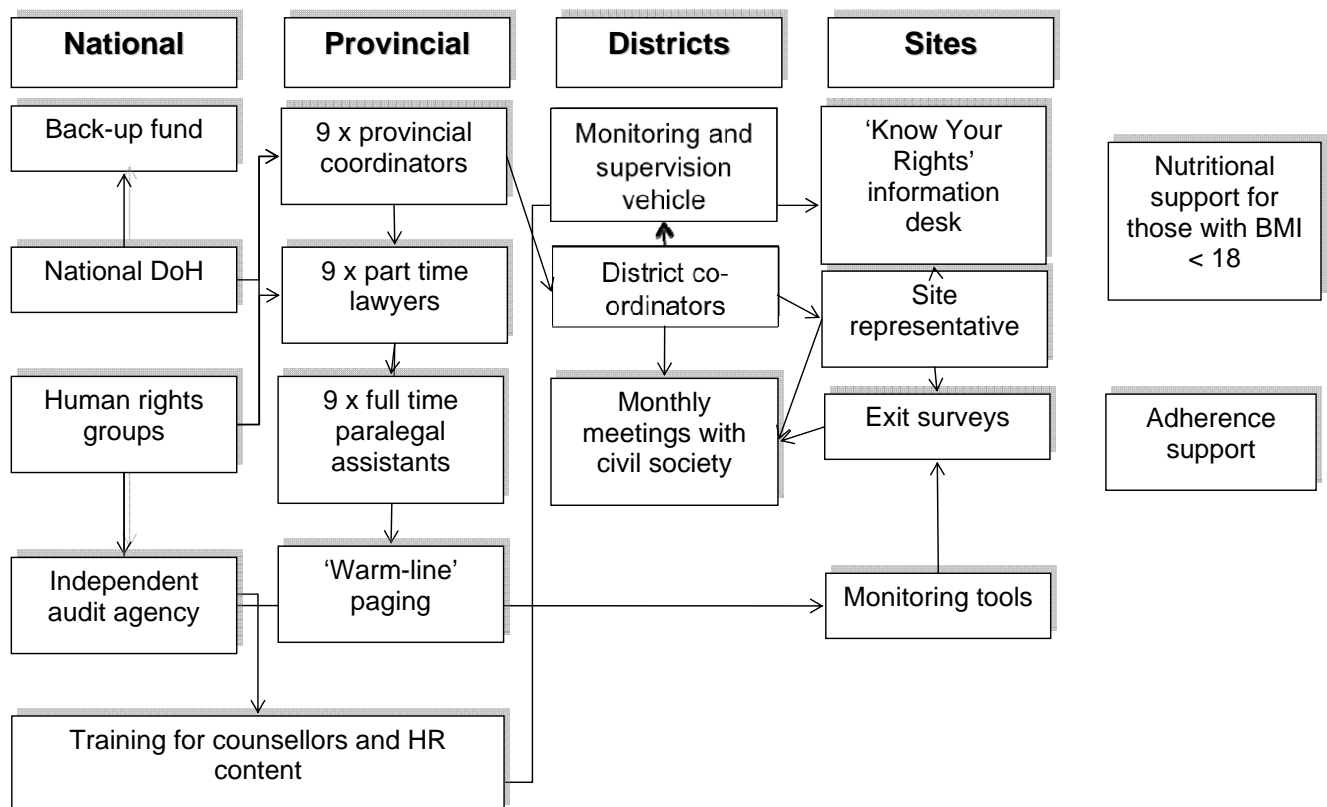 National
Provincial
Districts
Sites
Back-up fund
National DoH
Human rights
groups
Independent
audit agency
9 x provincial
coordinators
9 x part time
lawyers
9 x full time
paralegal
assistants
‘Warm-line’
paging
Training for counsellors and HR
content
Monitoring and
supervision
vehicle
District co-
ordinators
Monthly
meetings with
civil society
‘Know Your
Rights’
information
desk
Site
representative
Exit surveys
Monitoring tools
Nutritional
support for
those with BMI
< 18
Adherence
support